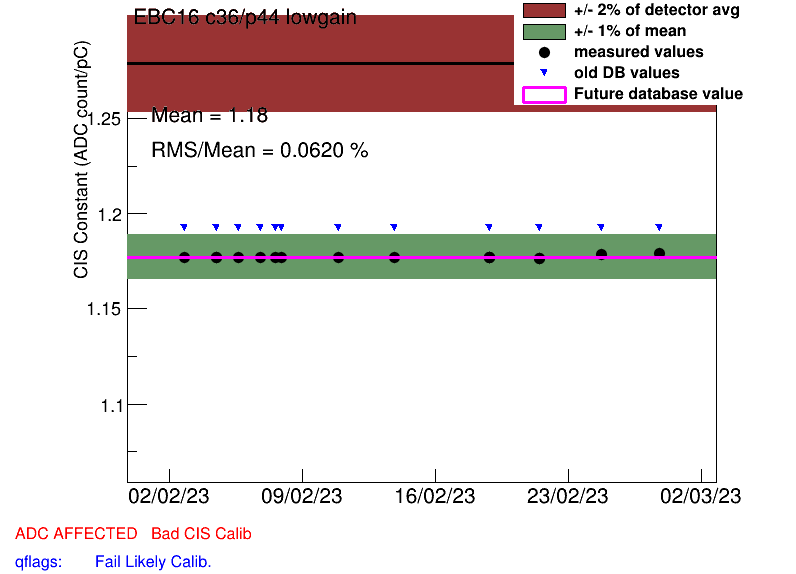 EBC16 c36/p44 lowgain
+/- 2% of detector avg
+/- 1% of mean
measured values
old DB values
Future database value
Mean = 1.18
RMS/Mean = 0.0620 %
CIS Constant (ADC count/pC)
1.25
1.2
1.15
1.1
02/02/23 09/02/23 16/02/23 23/02/23 02/03/23
ADC AFFECTED Bad CIS Calib
qflags: Fail Likely Calib.